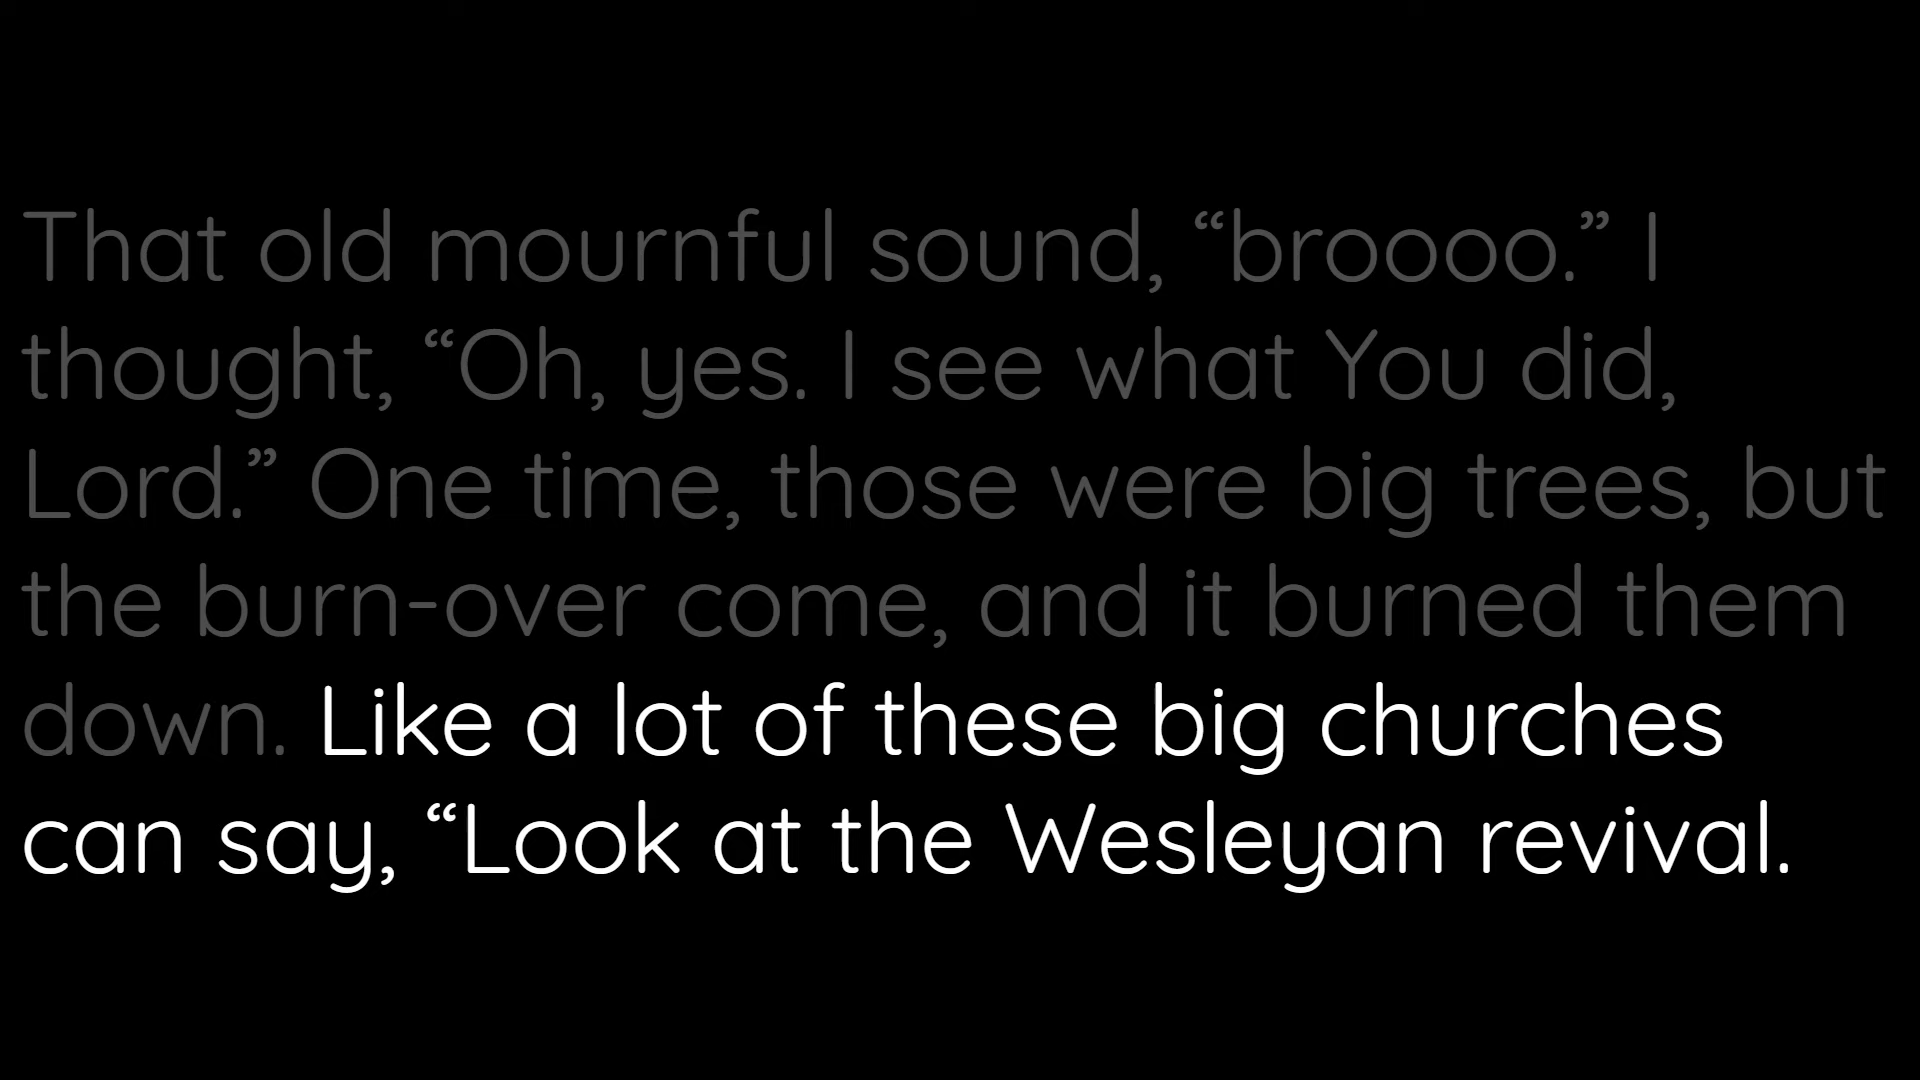 That old mournful sound, “broooo.” I
thought, “Oh, yes. I see what You did,
Lord.” One time, those were big trees, but
the burn-over come, and it burned them
down. Like a lot of these big churches
can say, “Look at the Wesleyan revival.